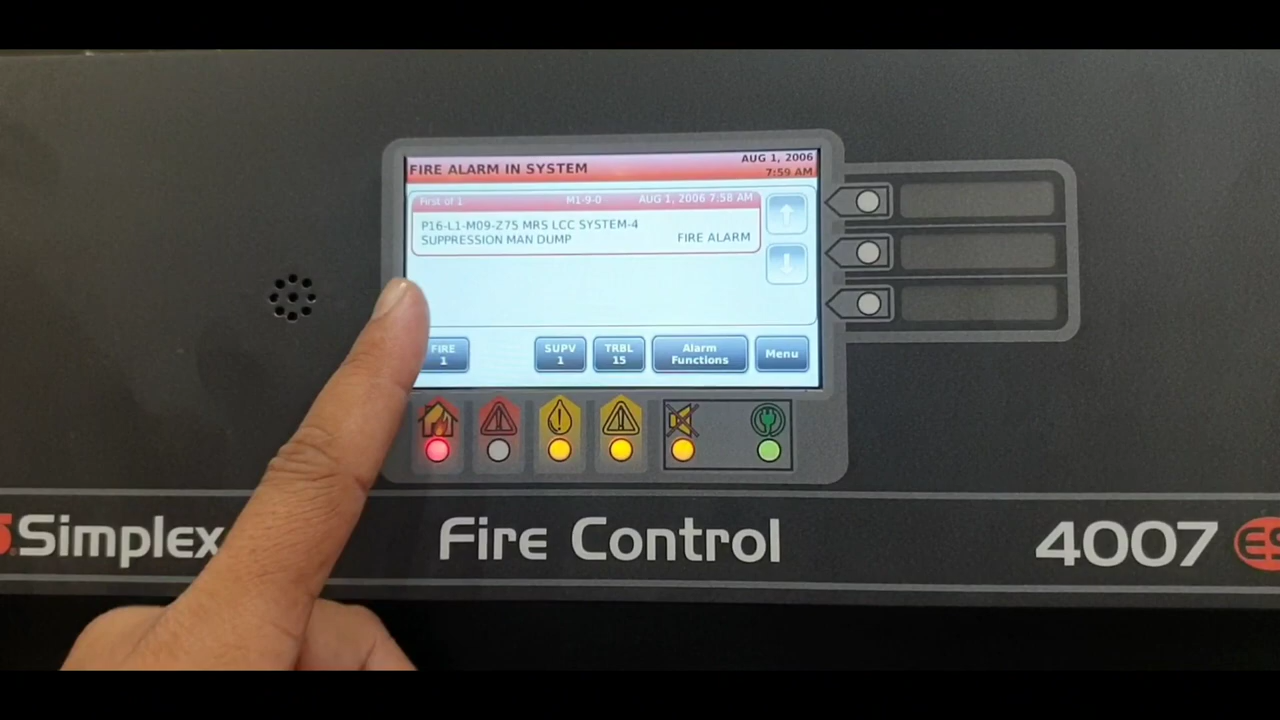 FIRE ALARM IN SYSTEM
AUG 1, 2006
7:59 AM
First of 1 M1-9-0 AUG 1, 2006 7:58 AM
P16-L1-M09-Z75 MRS LCC SYSTEM-4
SUPPRESSION MAN DUMP FIRE ALARM
FIRE
1
SUPV
1
TRBL
15
Alarm
Functions
Menu
Simplex
Fire Control
4007
ES